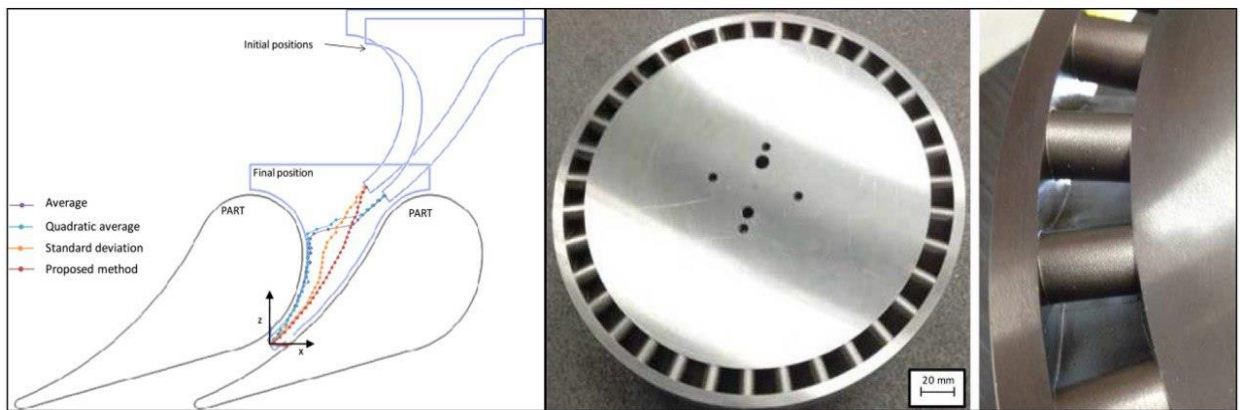 Initial positions
Final position
PART
PART
Average
Quadratic average
Standard deviation
Proposed method
z
x
20 mm